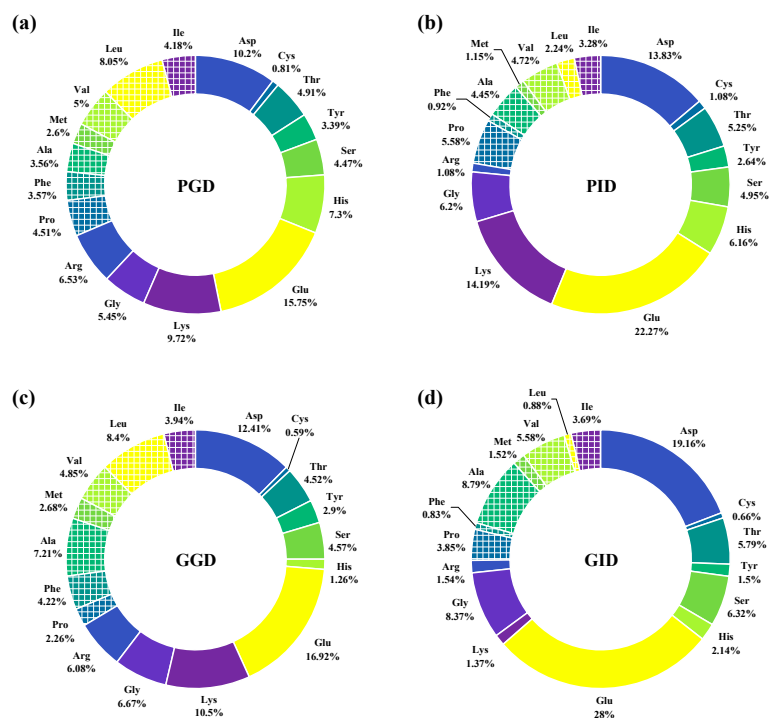 (a)
Ile
4.18%
Asp
10.2%
Cys
0.81%
Thr
4.91%
Tyr
3.39%
Ser
4.47%
His
7.3%
Glu
15.75%
Lys
9.72%
Gly
5.45%
Arg
6.53%
Pro
4.51%
Phe
3.57%
Ala
3.56%
Met
2.6%
Val
5%
Leu
8.05%
PGD
(b)
Ile
3.28%
Asp
13.83%
Cys
1.08%
Thr
5.25%
Tyr
2.64%
Ser
4.95%
His
6.16%
Glu
22.27%
Lys
14.19%
Gly
6.2%
Arg
1.08%
Pro
5.58%
Phe
0.92%
Ala
4.45%
Met
1.15%
Val
4.72%
Leu
2.24%
PID
(c)
Ile
3.94%
Asp
12.41%
Cys
0.59%
Thr
4.52%
Tyr
2.9%
Ser
4.57%
His
1.26%
Glu
16.92%
Lys
10.5%
Gly
6.67%
Arg
6.08%
Pro
2.26%
Phe
4.22%
Ala
7.21%
Met
2.68%
Val
4.85%
Leu
8.4%
GGD
(d)
Ile
3.69%
Asp
19.16%
Cys
0.66%
Thr
5.79%
Tyr
1.5%
Ser
6.32%
His
2.14%
Glu
28%
Lys
1.37%
Gly
8.37%
Arg
1.54%
Pro
3.85%
Phe
0.83%
Ala
8.79%
Met
1.52%
Val
5.58%
Leu
0.88%
GID